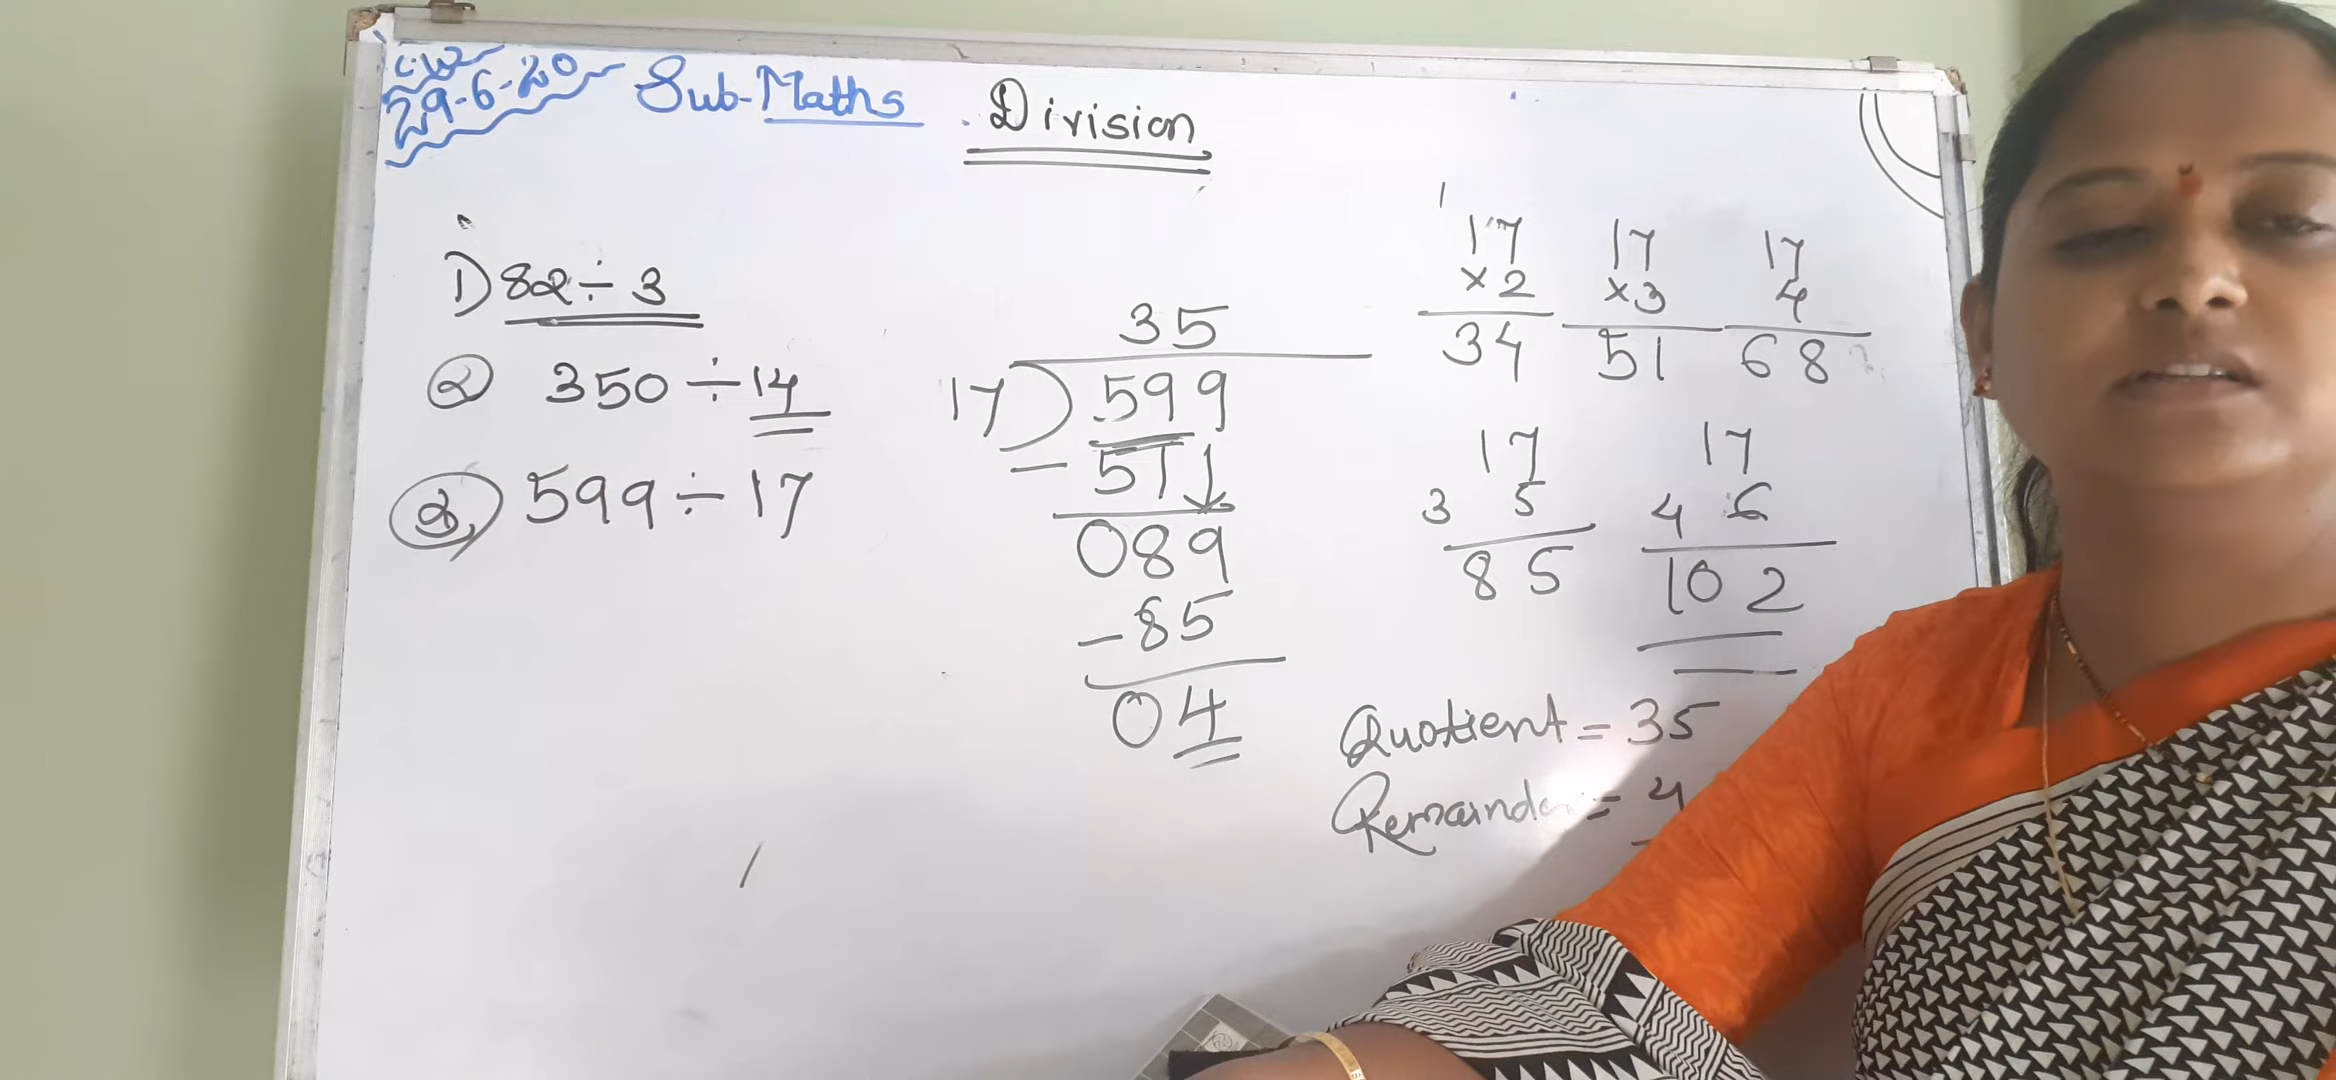 C.W
29-6-20 Sub-Maths . Division
1) 82 ÷ 3
2 350 ÷ 14
3, 599 ÷ 17
35
17) 599
- 51↓
089
- 85
04
17 17 17
x2 x3 4
34 51 68
17 17
3 5 4 6
85 102
Quotient = 35
Remainder = 4